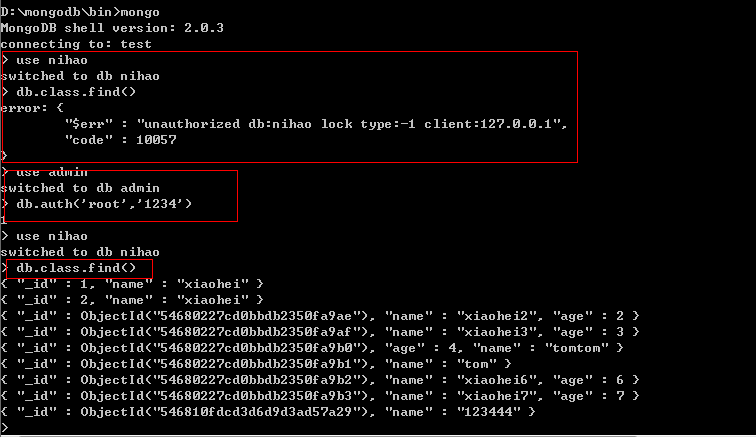 D:\mongodb\bin>mongo
MongoDB shell version: 2.0.3
connecting to: test
> use nihao
switched to db nihao
> db.class.find()
error: {
        "$err" : "unauthorized db:nihao lock type:-1 client:127.0.0.1",
        "code" : 10057
}
> use admin
switched to db admin
> db.auth('root','1234')
1
> use nihao
switched to db nihao
> db.class.find()
{ "_id" : 1, "name" : "xiaohei" }
{ "_id" : 2, "name" : "xiaohei" }
{ "_id" : ObjectId("54680227cd0bbdb2350fa9ae"), "name" : "xiaohei2", "age" : 2 }
{ "_id" : ObjectId("54680227cd0bbdb2350fa9af"), "name" : "xiaohei3", "age" : 3 }
{ "_id" : ObjectId("54680227cd0bbdb2350fa9b0"), "age" : 4, "name" : "tomtom" }
{ "_id" : ObjectId("54680227cd0bbdb2350fa9b1"), "name" : "tom" }
{ "_id" : ObjectId("54680227cd0bbdb2350fa9b2"), "name" : "xiaohei6", "age" : 6 }
{ "_id" : ObjectId("54680227cd0bbdb2350fa9b3"), "name" : "xiaohei7", "age" : 7 }
{ "_id" : ObjectId("546810fdcd3d6d9d3ad57a29"), "name" : "123444" }
>